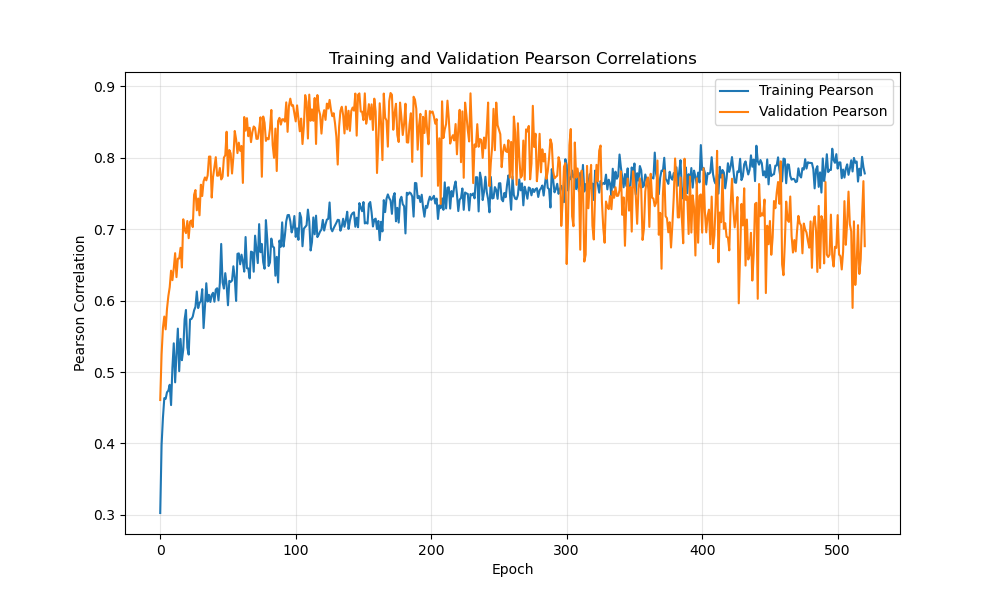 Training and Validation Pearson Correlations
Training Pearson
Validation Pearson
Pearson Correlation
0.9
0.8
0.7
0.6
0.5
0.4
0.3
0
100
200
300
400
500
Epoch